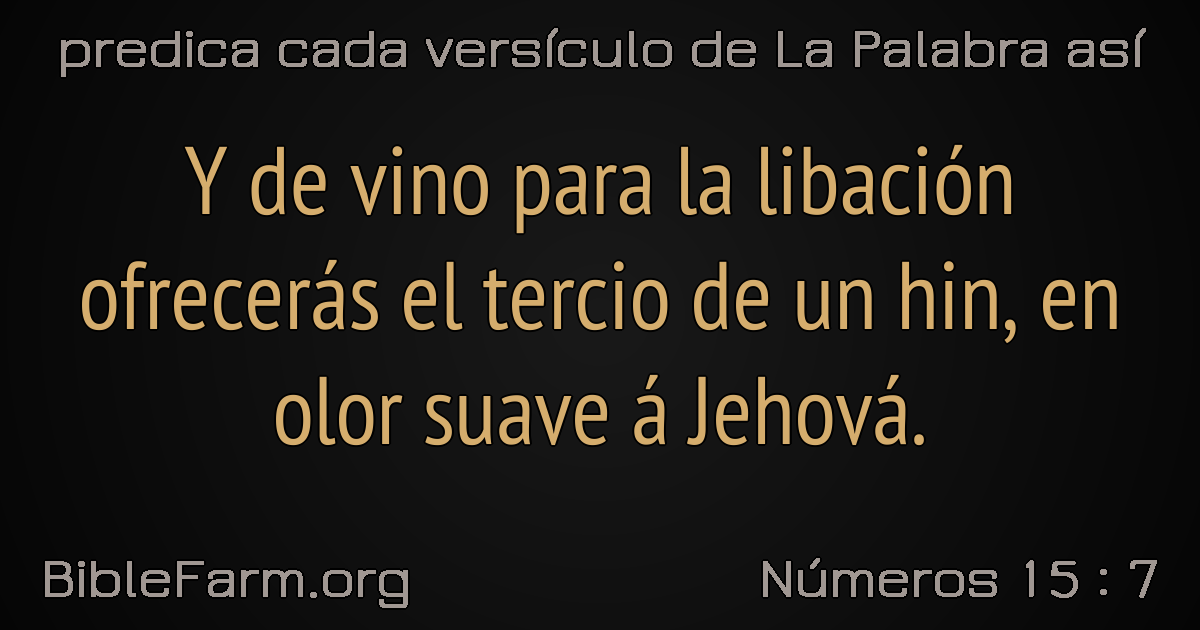 predica cada versículo de La Palabra así
Y de vino para la libación
ofrecerás el tercio de un hin, en
olor suave á Jehová.
BibleFarm.org
Números 15 : 7